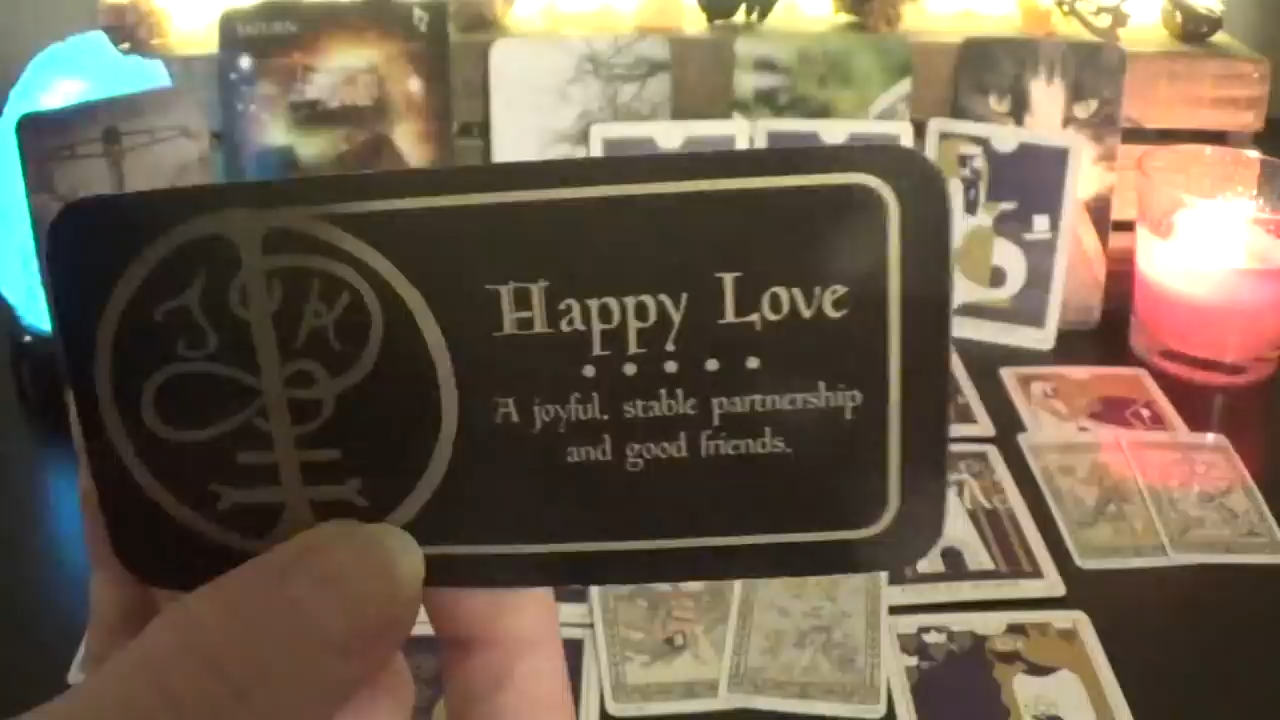 SATURN
Happy Love
A joyful, stable partnership
and good friends.